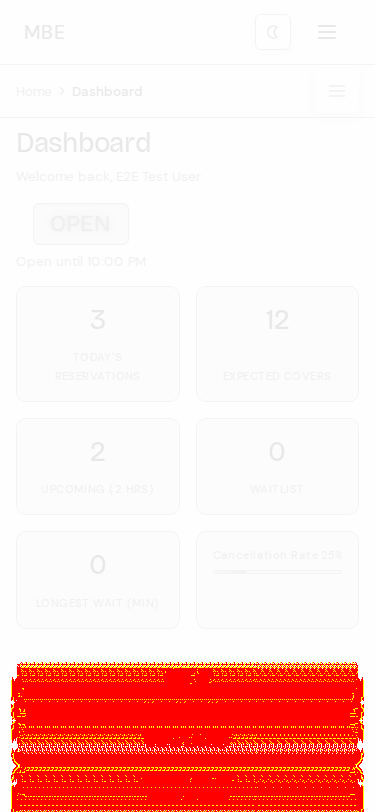 MBE
Home > Dashboard
Dashboard
Welcome back, E2E Test User
OPEN
Open until 10:00 PM
3
TODAY'S
RESERVATIONS
12
EXPECTED COVERS
2
UPCOMING (2 HRS)
0
WAITLIST
0
LONGEST WAIT (MIN)
Cancellation Rate 25%